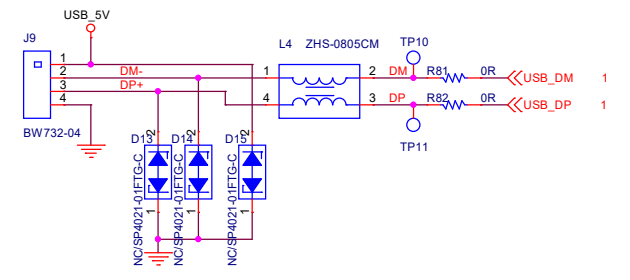 USB_5V
J9
L4 ZHS-0805CM
TP10
1
2 DM-
3 DP+
4
1 2 DM R81 0R USB_DM 1
4 3 DP R82 0R USB_DP 1
BW732-04
TP11
D13 2
D14 2
D15 2
NC/SP4021-01FTG-C
NC/SP4021-01FTG-C
NC/SP4021-01FTG-C
1
1
1